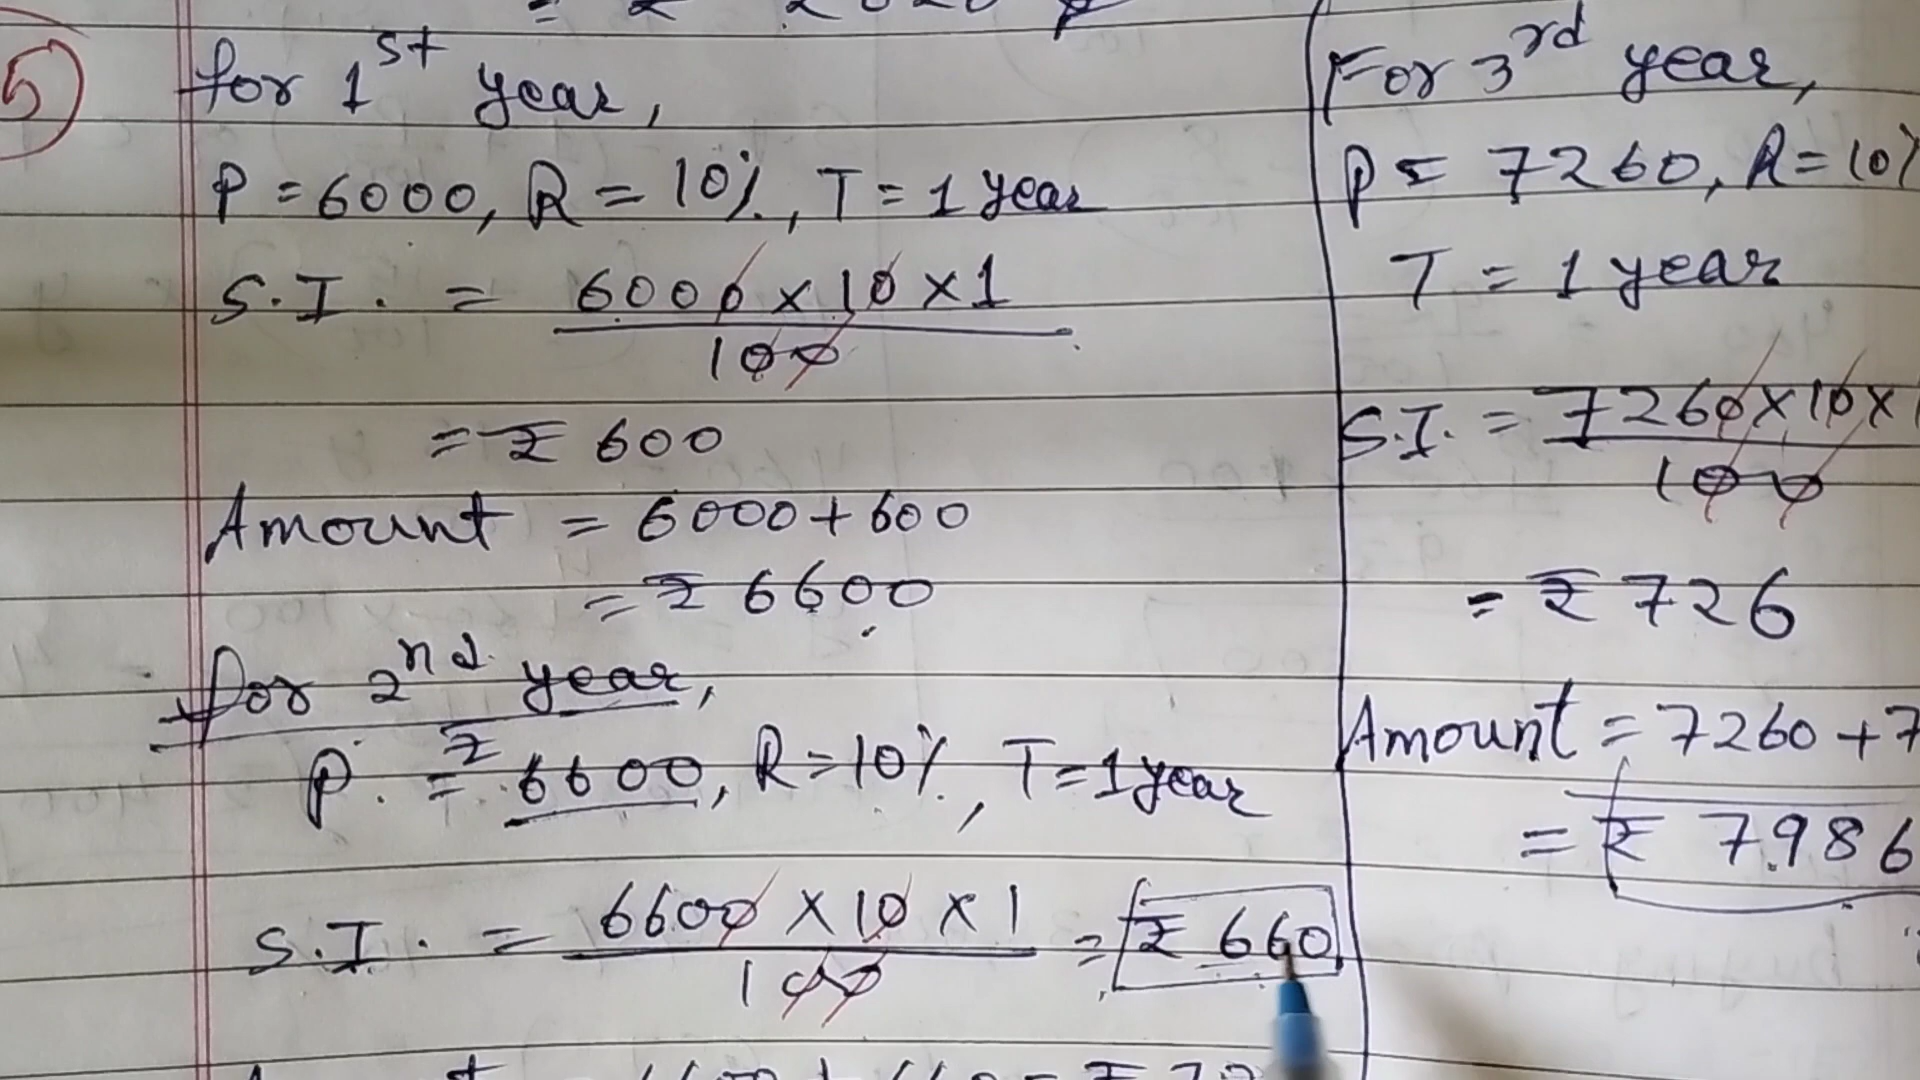 = ₹ 2020
5
for 1st year,
P = 6000, R = 10%, T = 1 year
S.I. = 6000 x 10 x 1
100
= ₹ 600
Amount = 6000 + 600
= ₹ 6600
for 2nd year,
P. = ₹ 6600, R = 10%, T = 1 year
S.I. = 6600 X 10 X 1 = ₹ 660
100
For 3rd year,
P = 7260, R = 10%
T = 1 year
S.I. = 7260 X 10 X 1
100
= ₹ 726
Amount = 7260 + 7
= ₹ 7986